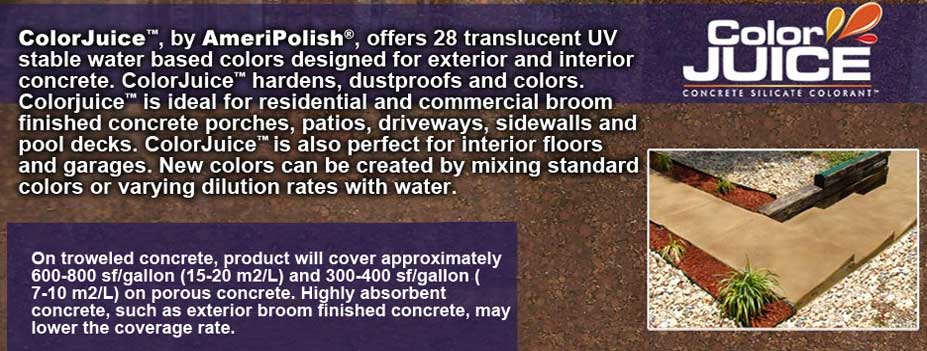 ColorJuice™, by AmeriPolish®, offers 28 translucent UV
stable water based colors designed for exterior and interior
concrete. ColorJuice™ hardens, dustproofs and colors.
Colorjuice™ is ideal for residential and commercial broom
finished concrete porches, patios, driveways, sidewalls and
pool decks. ColorJuice™ is also perfect for interior floors
and garages. New colors can be created by mixing standard
colors or varying dilution rates with water.
Color
JUICE
CONCRETE SILICATE COLORANT™
On troweled concrete, product will cover approximately
600-800 sf/gallon (15-20 m2/L) and 300-400 sf/gallon (
7-10 m2/L) on porous concrete. Highly absorbent
concrete, such as exterior broom finished concrete, may
lower the coverage rate.